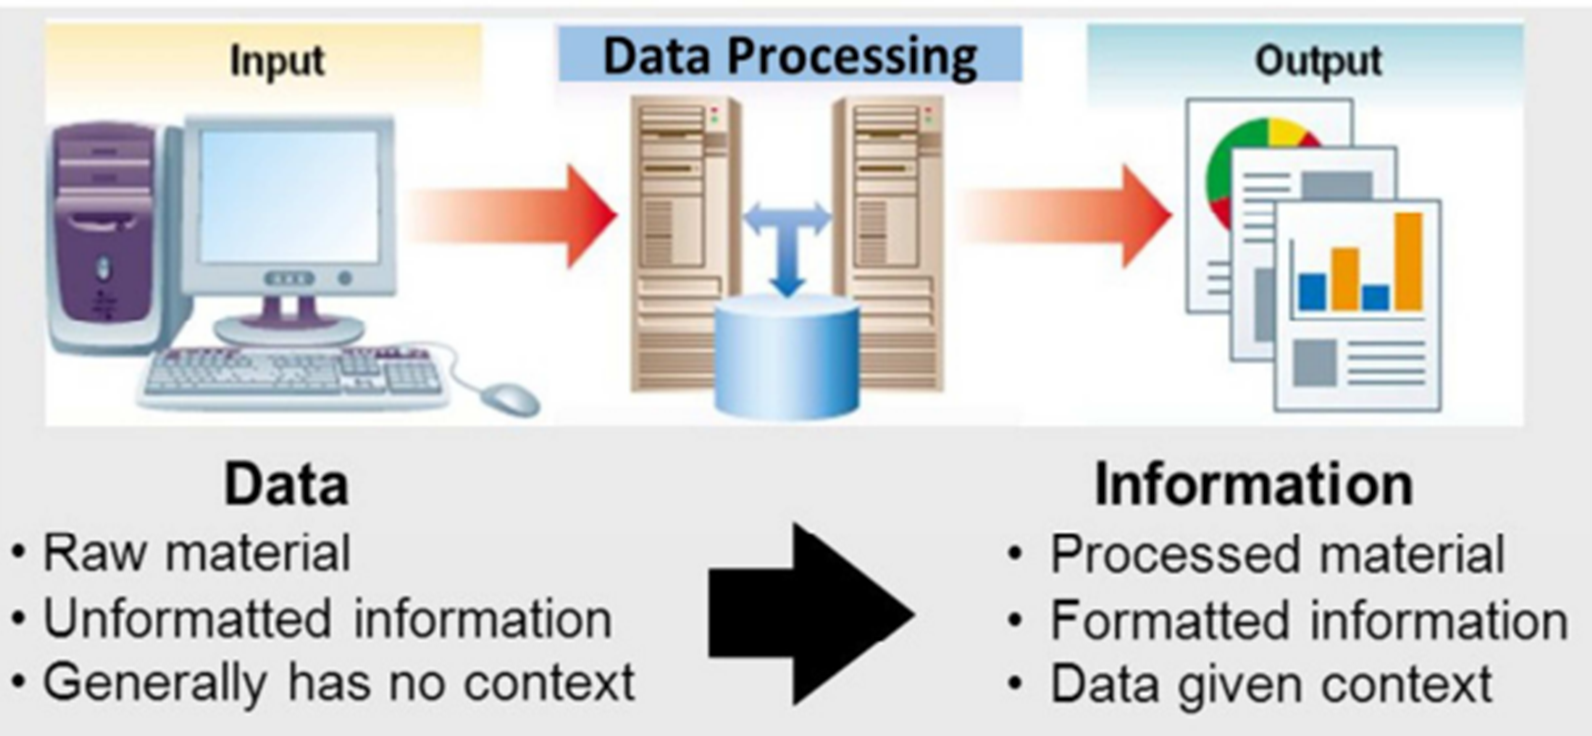 Input
Data Processing
Output
Data
• Raw material
• Unformatted information
• Generally has no context
Information
• Processed material
• Formatted information
• Data given context